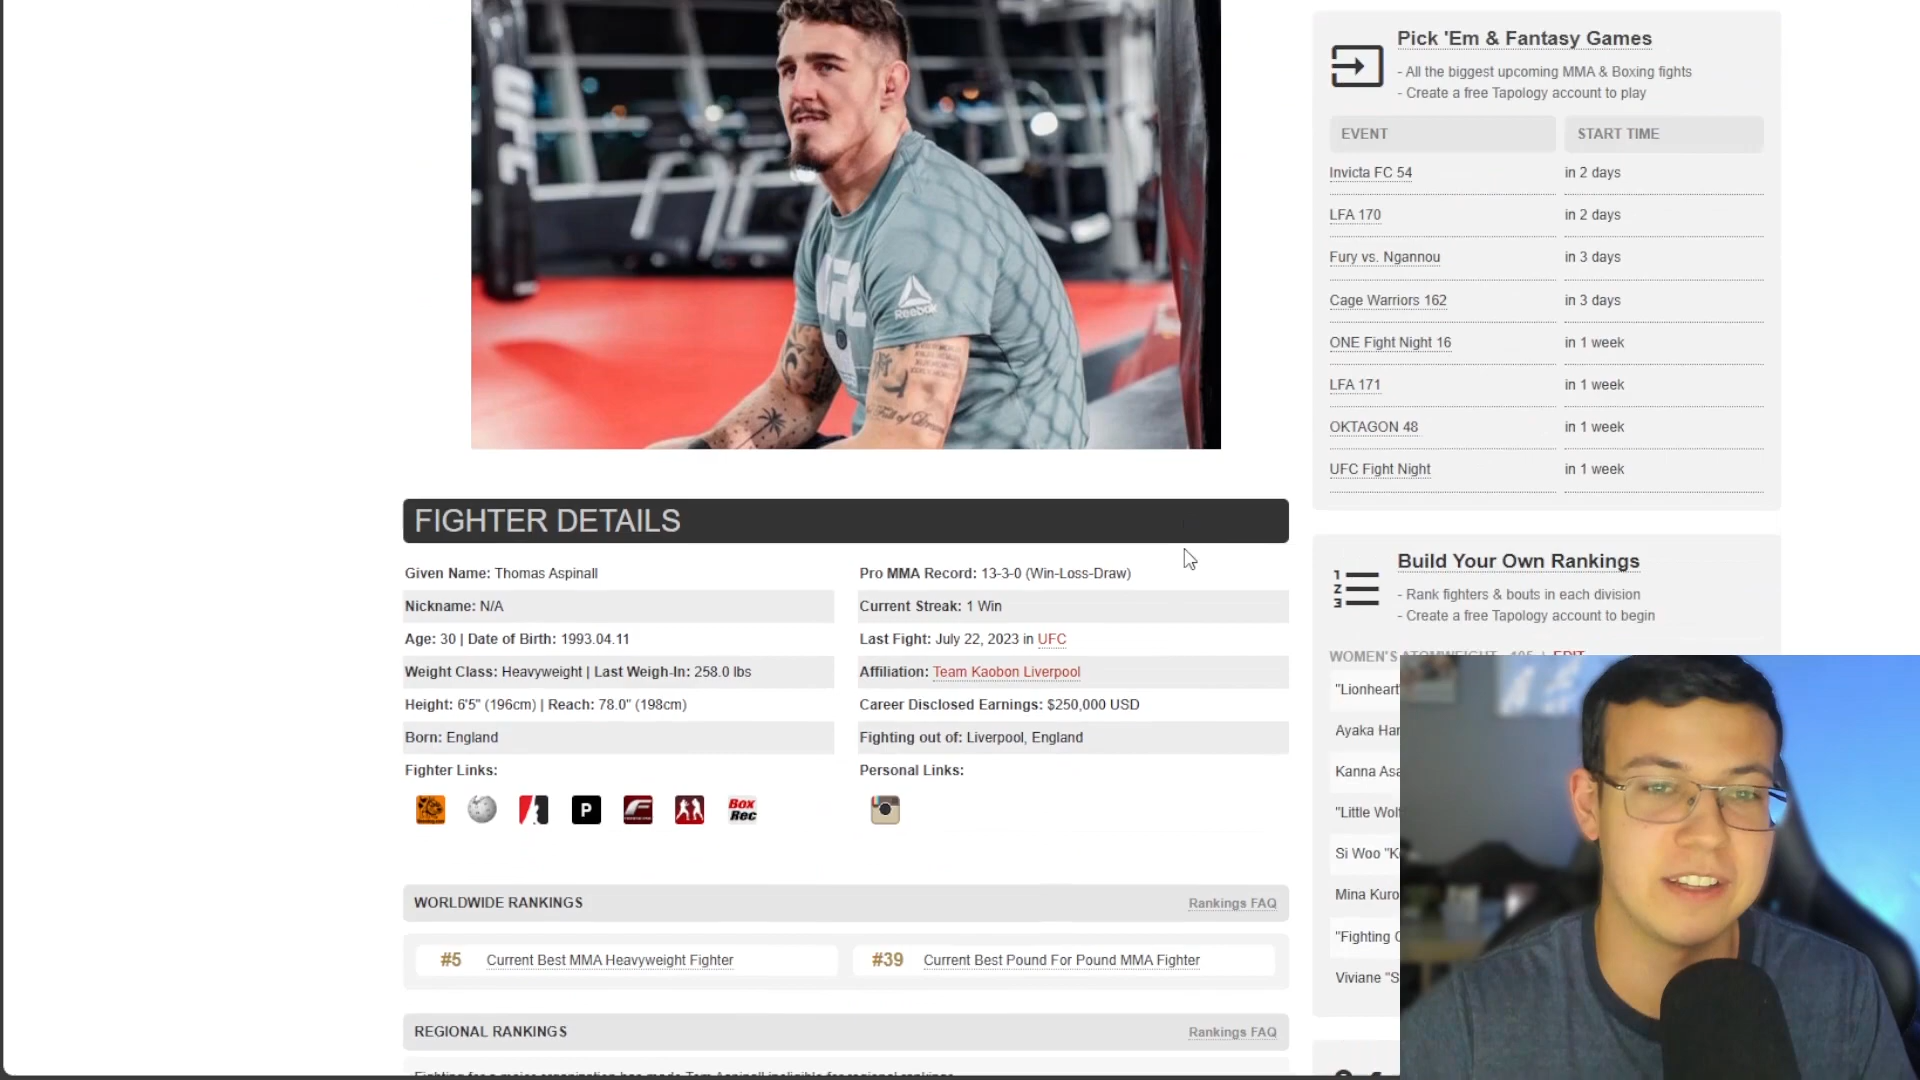 UFC
Reebok
FIGHTER DETAILS
Given Name: Thomas Aspinall
Nickname: N/A
Age: 30 | Date of Birth: 1993.04.11
Weight Class: Heavyweight | Last Weigh-In: 258.0 lbs
Height: 6'5" (196cm) | Reach: 78.0" (198cm)
Born: England
Fighter Links:
P
Box
Rec
Pro MMA Record: 13-3-0 (Win-Loss-Draw)
Current Streak: 1 Win
Last Fight: July 22, 2023 in UFC
Affiliation: Team Kaobon Liverpool
Career Disclosed Earnings: $250,000 USD
Fighting out of: Liverpool, England
Personal Links:
WORLDWIDE RANKINGS
Rankings FAQ
#5 Current Best MMA Heavyweight Fighter
#39 Current Best Pound For Pound MMA Fighter
REGIONAL RANKINGS
Rankings FAQ
Pick 'Em & Fantasy Games
- All the biggest upcoming MMA & Boxing fights
- Create a free Tapology account to play
EVENT START TIME
Invicta FC 54 in 2 days
LFA 170 in 2 days
Fury vs. Ngannou in 3 days
Cage Warriors 162 in 3 days
ONE Fight Night 16 in 1 week
LFA 171 in 1 week
OKTAGON 48 in 1 week
UFC Fight Night in 1 week
Build Your Own Rankings
- Rank fighters & bouts in each division
- Create a free Tapology account to begin
WOMEN'S
"Lionheart
Ayaka Ha
Kanna Asa
"Little Wol
Si Woo "K
Mina Kuro
"Fighting
Viviane "S